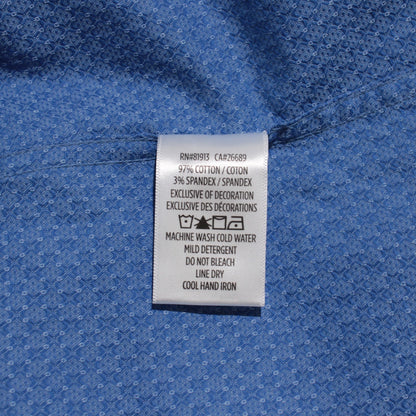 RN#81913 CA#26689
97% COTTON / COTON
3% SPANDEX / SPANDEX
EXCLUSIVE OF DECORATION
EXCLUSIVE DES DÉCORATIONS
MACHINE WASH COLD WATER
MILD DETERGENT
DO NOT BLEACH
LINE DRY
COOL HAND IRON